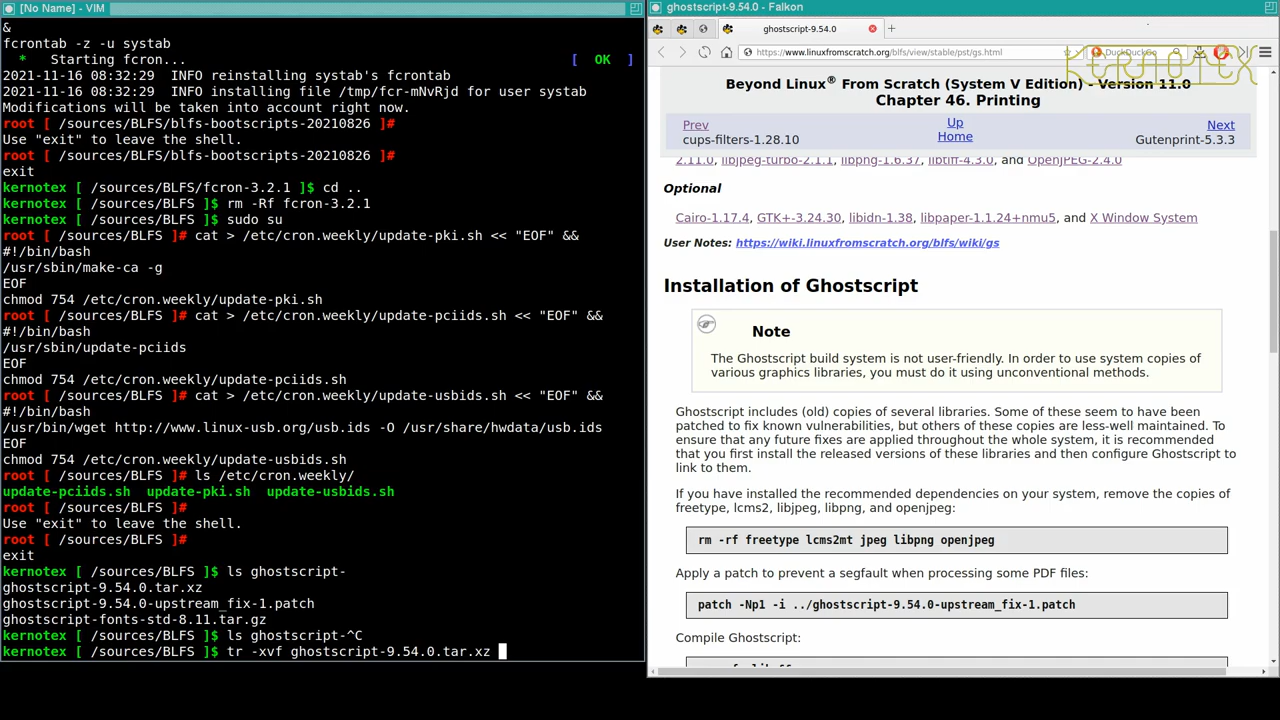 [No Name] - VIM
&
fcrontab -z -u systab
 *   Starting fcron...                                                 [  OK  ]
2021-11-16 08:32:29  INFO reinstalling systab's fcrontab
2021-11-16 08:32:29  INFO installing file /tmp/fcr-mNvRjd for user systab
Modifications will be taken into account right now.
root [ /sources/BLFS/blfs-bootscripts-20210826 ]#
Use "exit" to leave the shell.
root [ /sources/BLFS/blfs-bootscripts-20210826 ]#
exit
kernotex [ /sources/BLFS/fcron-3.2.1 ]$ cd ..
kernotex [ /sources/BLFS ]$ rm -Rf fcron-3.2.1
kernotex [ /sources/BLFS ]$ sudo su
root [ /sources/BLFS ]# cat > /etc/cron.weekly/update-pki.sh << "EOF" &&
#!/bin/bash
/usr/sbin/make-ca -g
EOF
chmod 754 /etc/cron.weekly/update-pki.sh
root [ /sources/BLFS ]# cat > /etc/cron.weekly/update-pciids.sh << "EOF" &&
#!/bin/bash
/usr/sbin/update-pciids
EOF
chmod 754 /etc/cron.weekly/update-pciids.sh
root [ /sources/BLFS ]# cat > /etc/cron.weekly/update-usbids.sh << "EOF" &&
#!/bin/bash
/usr/bin/wget http://www.linux-usb.org/usb.ids -O /usr/share/hwdata/usb.ids
EOF
chmod 754 /etc/cron.weekly/update-usbids.sh
root [ /sources/BLFS ]# ls /etc/cron.weekly/
update-pciids.sh  update-pki.sh  update-usbids.sh
root [ /sources/BLFS ]#
Use "exit" to leave the shell.
root [ /sources/BLFS ]#
exit
kernotex [ /sources/BLFS ]$ ls ghostscript-
ghostscript-9.54.0.tar.xz
ghostscript-9.54.0-upstream_fix-1.patch
ghostscript-fonts-std-8.11.tar.gz
kernotex [ /sources/BLFS ]$ ls ghostscript-^C
kernotex [ /sources/BLFS ]$ tr -xvf ghostscript-9.54.0.tar.xz
ghostscript-9.54.0 - Falkon
ghostscript-9.54.0
https://www.linuxfromscratch.org/blfs/view/stable/pst/gs.html
DuckDuckGo
KERNOTEX
Beyond Linux® From Scratch (System V Edition) - Version 11.0
Chapter 46. Printing
Prev Up Next
cups-filters-1.28.10 Home Gutenprint-5.3.3
2.11.0, libjpeg-turbo-2.1.1, libpng-1.6.37, libtiff-4.3.0, and OpenJPEG-2.4.0
Optional
Cairo-1.17.4, GTK+-3.24.30, libidn-1.38, libpaper-1.1.24+nmu5, and X Window System
User Notes: https://wiki.linuxfromscratch.org/blfs/wiki/gs
Installation of Ghostscript
Note
The Ghostscript build system is not user-friendly. In order to use system copies of
various graphics libraries, you must do it using unconventional methods.
Ghostscript includes (old) copies of several libraries. Some of these seem to have been
patched to fix known vulnerabilities, but others of these copies are less-well maintained. To
ensure that any future fixes are applied throughout the whole system, it is recommended
that you first install the released versions of these libraries and then configure Ghostscript to
link to them.
If you have installed the recommended dependencies on your system, remove the copies of
freetype, lcms2, libjpeg, libpng, and openjpeg:
rm -rf freetype lcms2mt jpeg libpng openjpeg
Apply a patch to prevent a segfault when processing some PDF files:
patch -Np1 -i ../ghostscript-9.54.0-upstream_fix-1.patch
Compile Ghostscript: